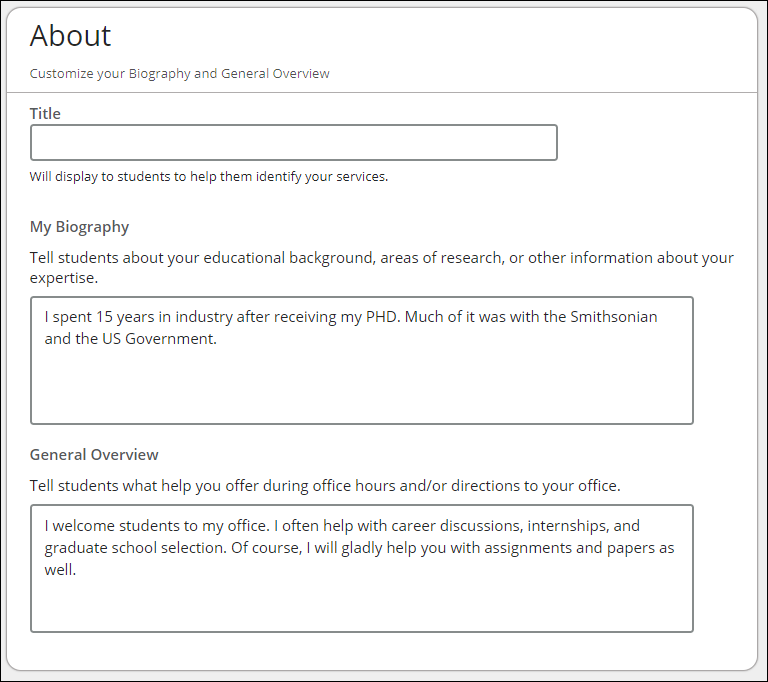 About
Customize your Biography and General Overview
Title
Will display to students to help them identify your services.
My Biography
Tell students about your educational background, areas of research, or other information about your
expertise.
I spent 15 years in industry after receiving my PHD. Much of it was with the Smithsonian
and the US Government.
General Overview
Tell students what help you offer during office hours and/or directions to your office.
I welcome students to my office. I often help with career discussions, internships, and
graduate school selection. Of course, I will gladly help you with assignments and papers as
well.